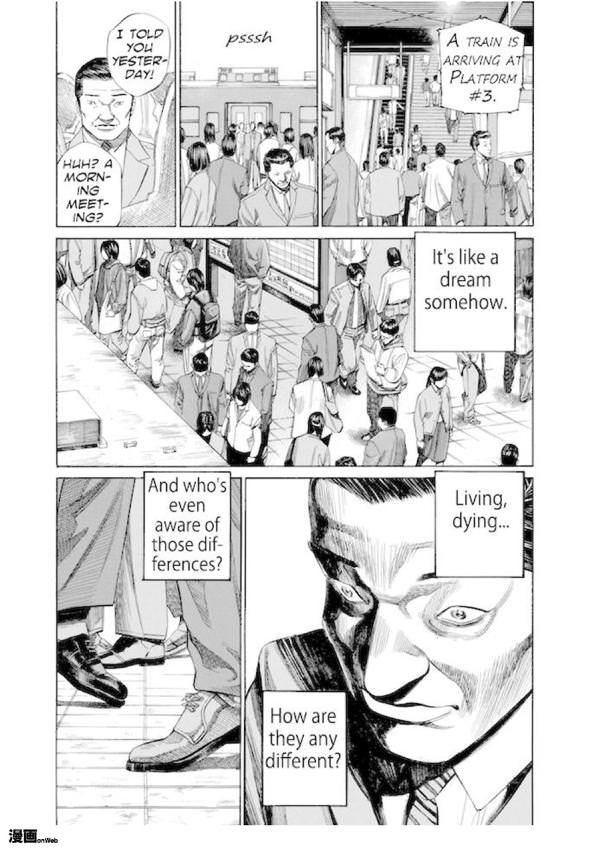 A TRAIN IS
ARRIVING AT
PLATFORM
#3.
psssh
I TOLD
YOU
YESTER-
DAY!
HUH? A
MORN-
ING
MEET-
ING?
It's like a
dream
somehow.
Living,
dying...
How are
they any
different?
And who's
even
aware of
those dif-
ferences?
漫画onWeb